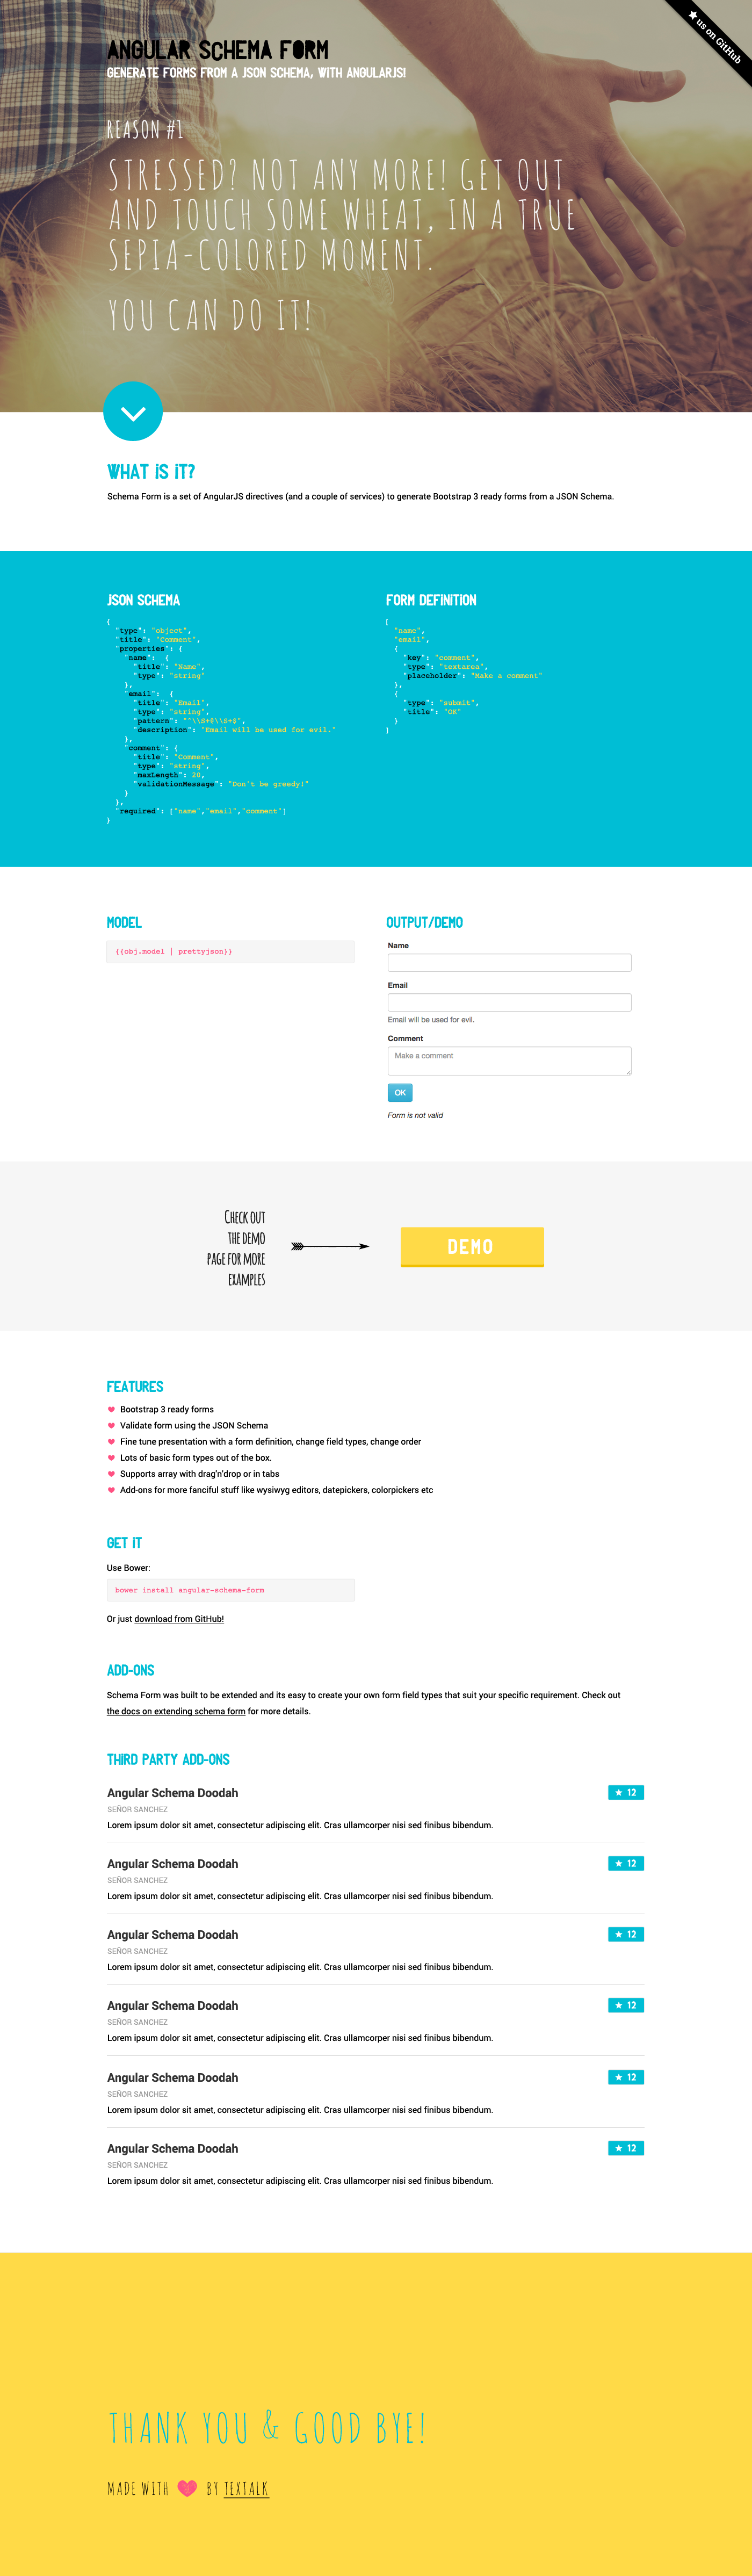 ★ us on GitHub
ANGULAR SCHEMA FORM
GENERATE FORMS FROM A JSON SCHEMA, WITH ANGULARJS!
REASON #1
STRESSED? NOT ANY MORE! GET OUT
AND TOUCH SOME WHEAT, IN A TRUE
SEPIA-COLORED MOMENT.
YOU CAN DO IT!
WHAT IS IT?
Schema Form is a set of AngularJS directives (and a couple of services) to generate Bootstrap 3 ready forms from a JSON Schema.
JSON SCHEMA
{
  "type": "object",
  "title": "Comment",
  "properties": {
    "name":  {
      "title": "Name",
      "type": "string"
    },
    "email":  {
      "title": "Email",
      "type": "string",
      "pattern": "^\\S+@\\S+$",
      "description": "Email will be used for evil."
    },
    "comment": {
      "title": "Comment",
      "type": "string",
      "maxLength": 20,
      "validationMessage": "Don't be greedy!"
    }
  },
  "required": ["name","email","comment"]
}
FORM DEFINITION
[
  "name",
  "email",
  {
    "key": "comment",
    "type": "textarea",
    "placeholder": "Make a comment"
  },
  {
    "type": "submit",
    "title": "OK"
  }
]
MODEL
{{obj.model | prettyjson}}
OUTPUT/DEMO
Name
Email
Email will be used for evil.
Comment
Make a comment
OK
Form is not valid
CHECK OUT
THE DEMO
PAGE FOR MORE
EXAMPLES
DEMO
FEATURES
Bootstrap 3 ready forms
Validate form using the JSON Schema
Fine tune presentation with a form definition, change field types, change order
Lots of basic form types out of the box.
Supports array with drag'n'drop or in tabs
Add-ons for more fanciful stuff like wysiwyg editors, datepickers, colorpickers etc
GET IT
Use Bower:
bower install angular-schema-form
Or just download from GitHub!
ADD-ONS
Schema Form was built to be extended and its easy to create your own form field types that suit your specific requirement. Check out
the docs on extending schema form for more details.
THIRD PARTY ADD-ONS
Angular Schema Doodah
★ 12
SEÑOR SANCHEZ
Lorem ipsum dolor sit amet, consectetur adipiscing elit. Cras ullamcorper nisi sed finibus bibendum.
Angular Schema Doodah
★ 12
SEÑOR SANCHEZ
Lorem ipsum dolor sit amet, consectetur adipiscing elit. Cras ullamcorper nisi sed finibus bibendum.
Angular Schema Doodah
★ 12
SEÑOR SANCHEZ
Lorem ipsum dolor sit amet, consectetur adipiscing elit. Cras ullamcorper nisi sed finibus bibendum.
Angular Schema Doodah
★ 12
SEÑOR SANCHEZ
Lorem ipsum dolor sit amet, consectetur adipiscing elit. Cras ullamcorper nisi sed finibus bibendum.
Angular Schema Doodah
★ 12
SEÑOR SANCHEZ
Lorem ipsum dolor sit amet, consectetur adipiscing elit. Cras ullamcorper nisi sed finibus bibendum.
Angular Schema Doodah
★ 12
SEÑOR SANCHEZ
Lorem ipsum dolor sit amet, consectetur adipiscing elit. Cras ullamcorper nisi sed finibus bibendum.
THANK YOU & GOOD BYE!
MADE WITH ♥ BY TEXTALK